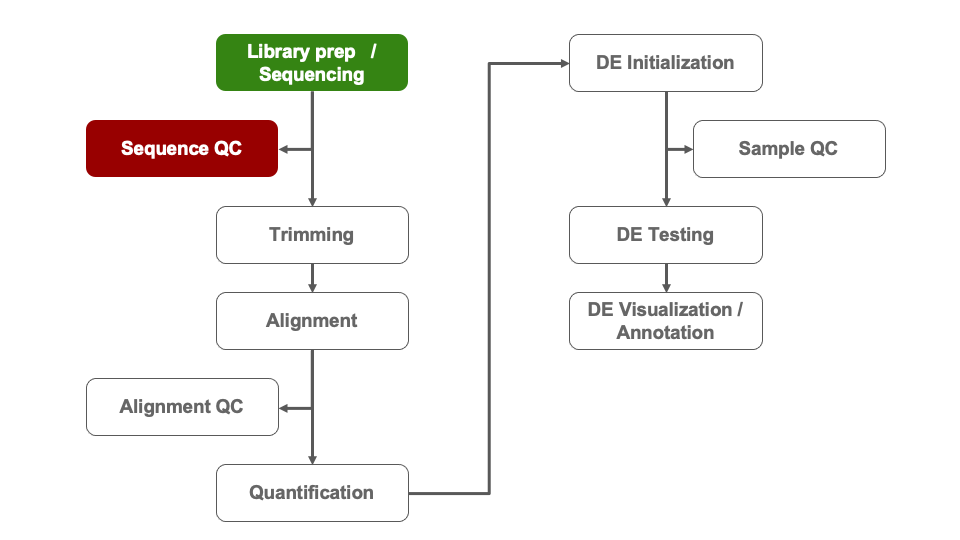 Library prep /
Sequencing
Sequence QC
Trimming
Alignment
Alignment QC
Quantification
DE Initialization
Sample QC
DE Testing
DE Visualization /
Annotation